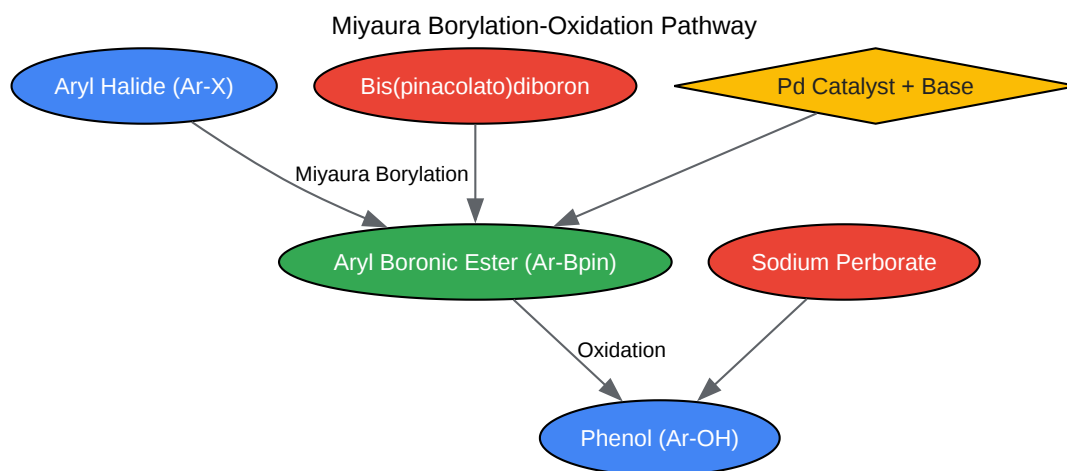 Miyaura Borylation-Oxidation Pathway
Aryl Halide (Ar-X)
Bis(pinacolato)diboron
Pd Catalyst + Base
Miyaura Borylation
Aryl Boronic Ester (Ar-Bpin)
Sodium Perborate
Oxidation
Phenol (Ar-OH)